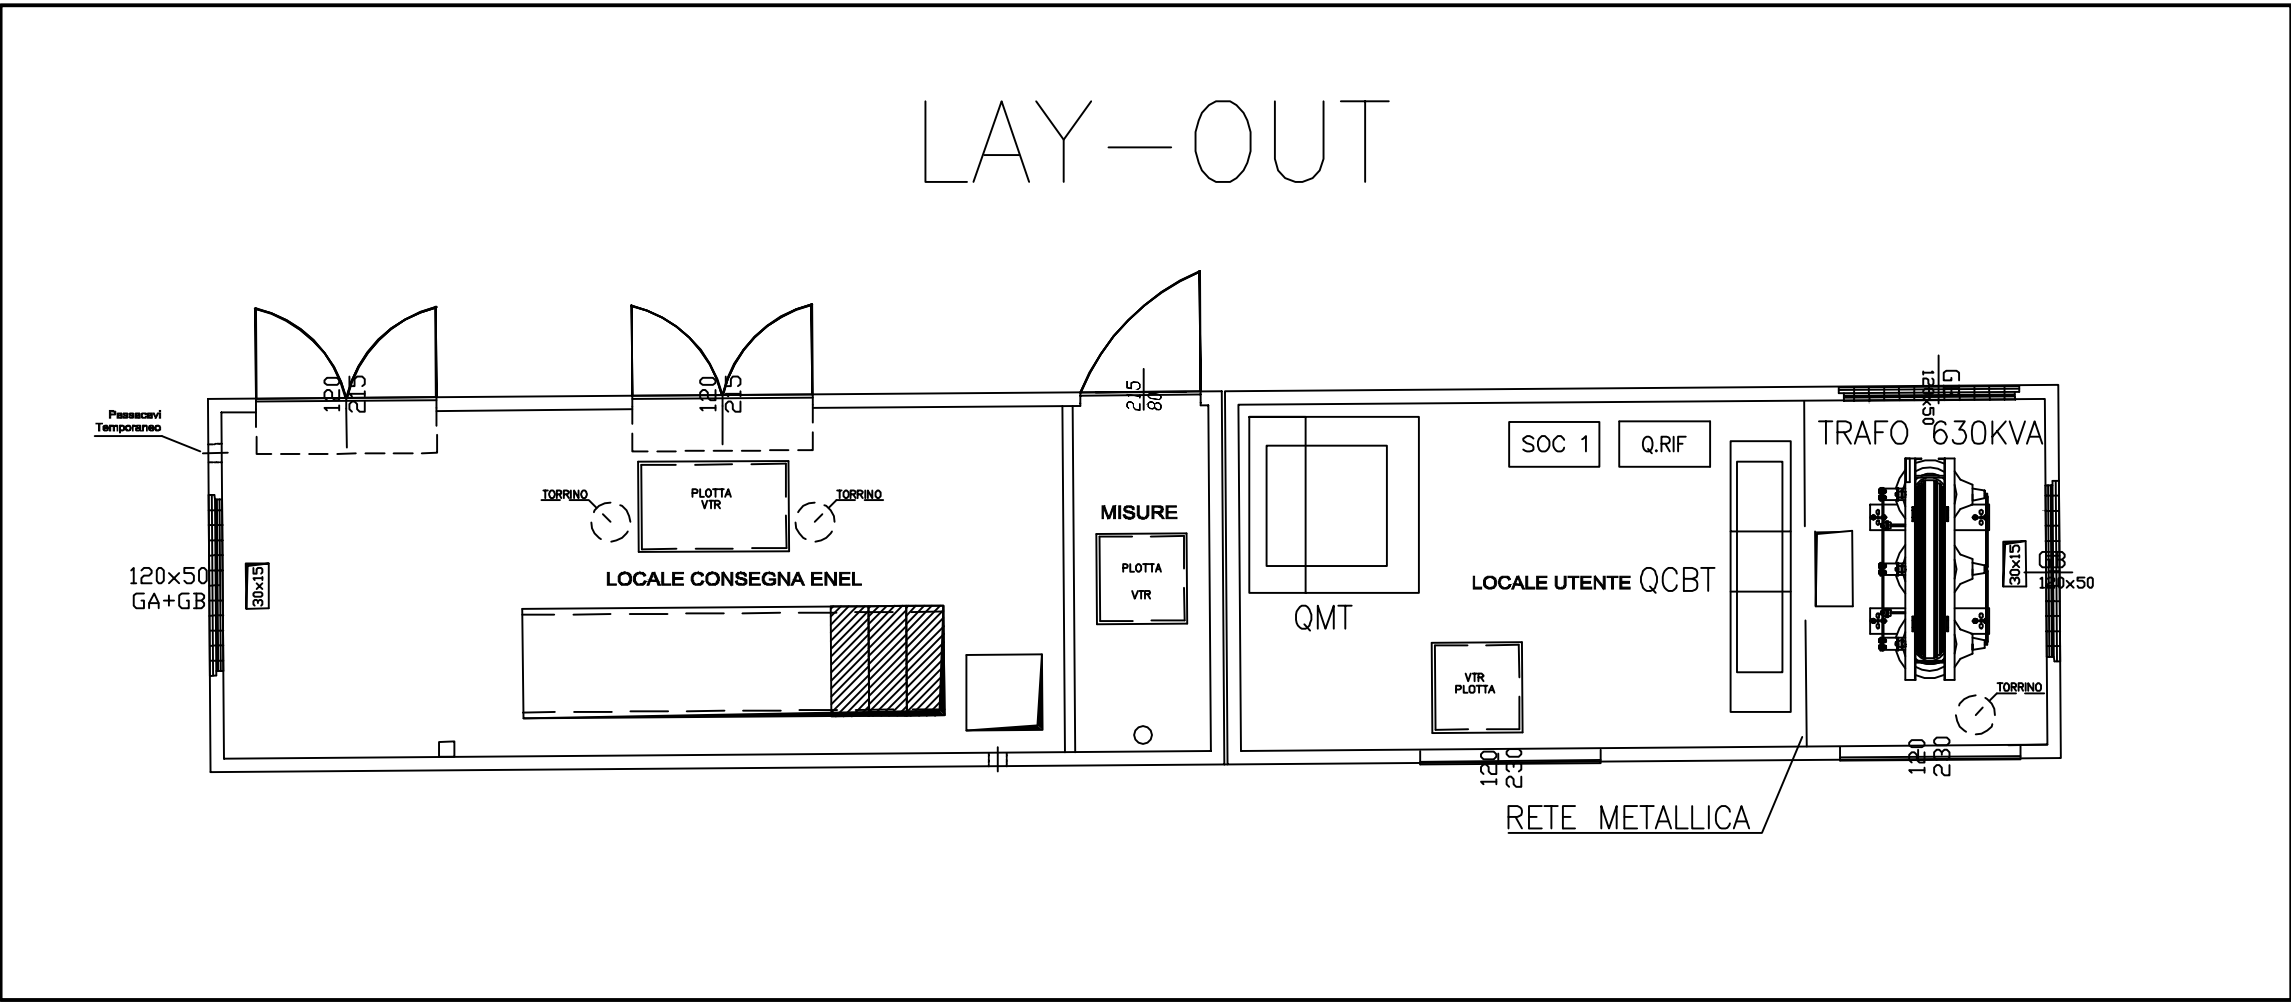 LAY-OUT
Passacavi
Temporaneo
120
215
120
215
215
80
120x50
TRAFO 630KVA
SOC 1
Q.RIF
TORRINO
PLOTTA
VTR
TORRINO
MISURE
PLOTTA
VTR
120x50
GA+GB
30x15
LOCALE CONSEGNA ENEL
LOCALE UTENTE QCBT
QMT
30x15
GB
120x50
VTR
PLOTTA
TORRINO
120
230
120
230
RETE METALLICA